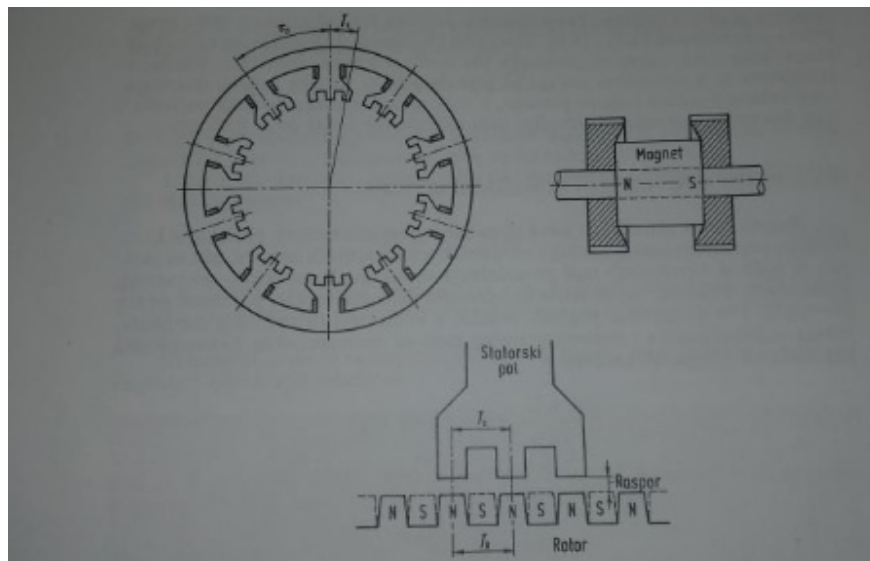 Magnet
N S
Statorski
pol
Raspor
N S N S N S N S N
Rotor